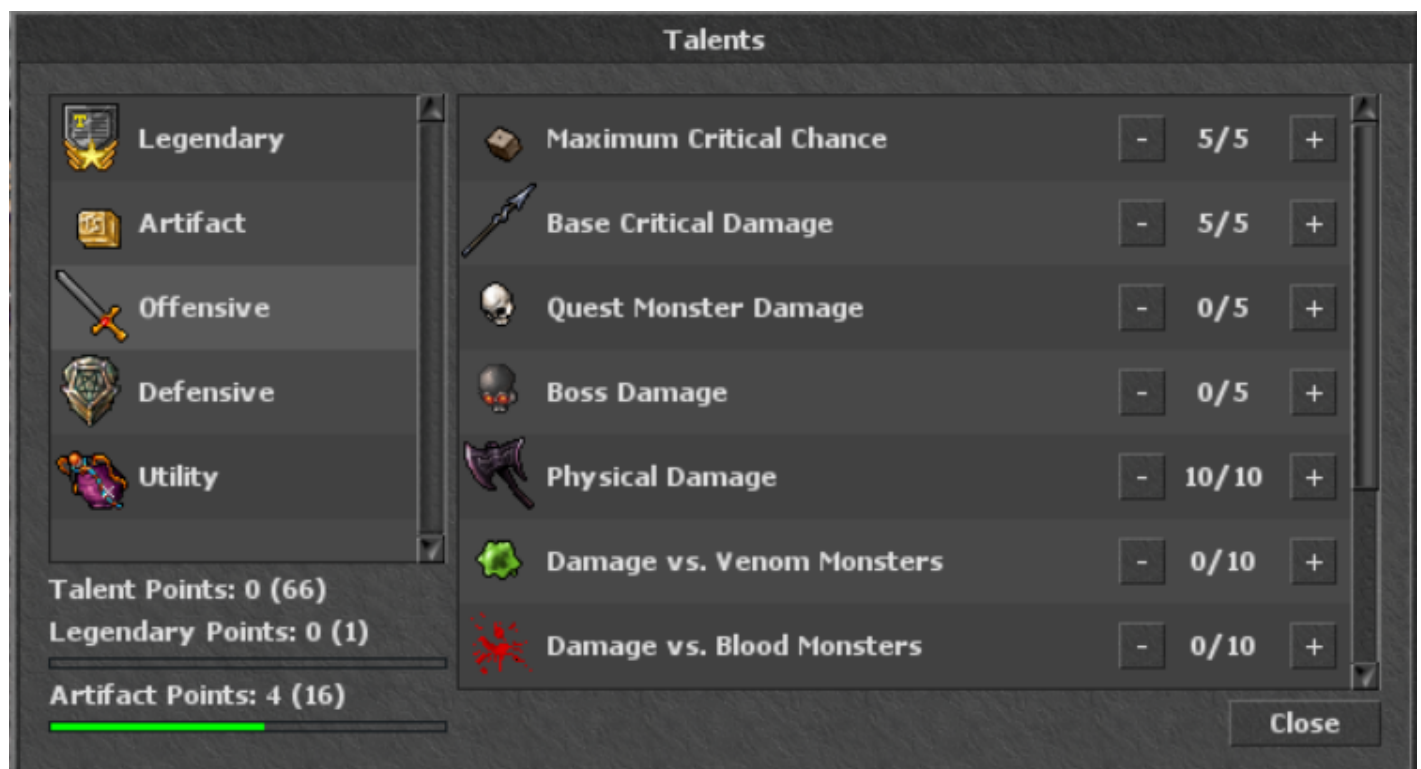 Talents
Legendary
Artifact
Offensive
Defensive
Utility
Talent Points: 0 (66)
Legendary Points: 0 (1)
Artifact Points: 4 (16)
Maximum Critical Chance - 5/5 +
Base Critical Damage - 5/5 +
Quest Monster Damage - 0/5 +
Boss Damage - 0/5 +
Physical Damage - 10/10 +
Damage vs. Venom Monsters - 0/10 +
Damage vs. Blood Monsters - 0/10 +
Close